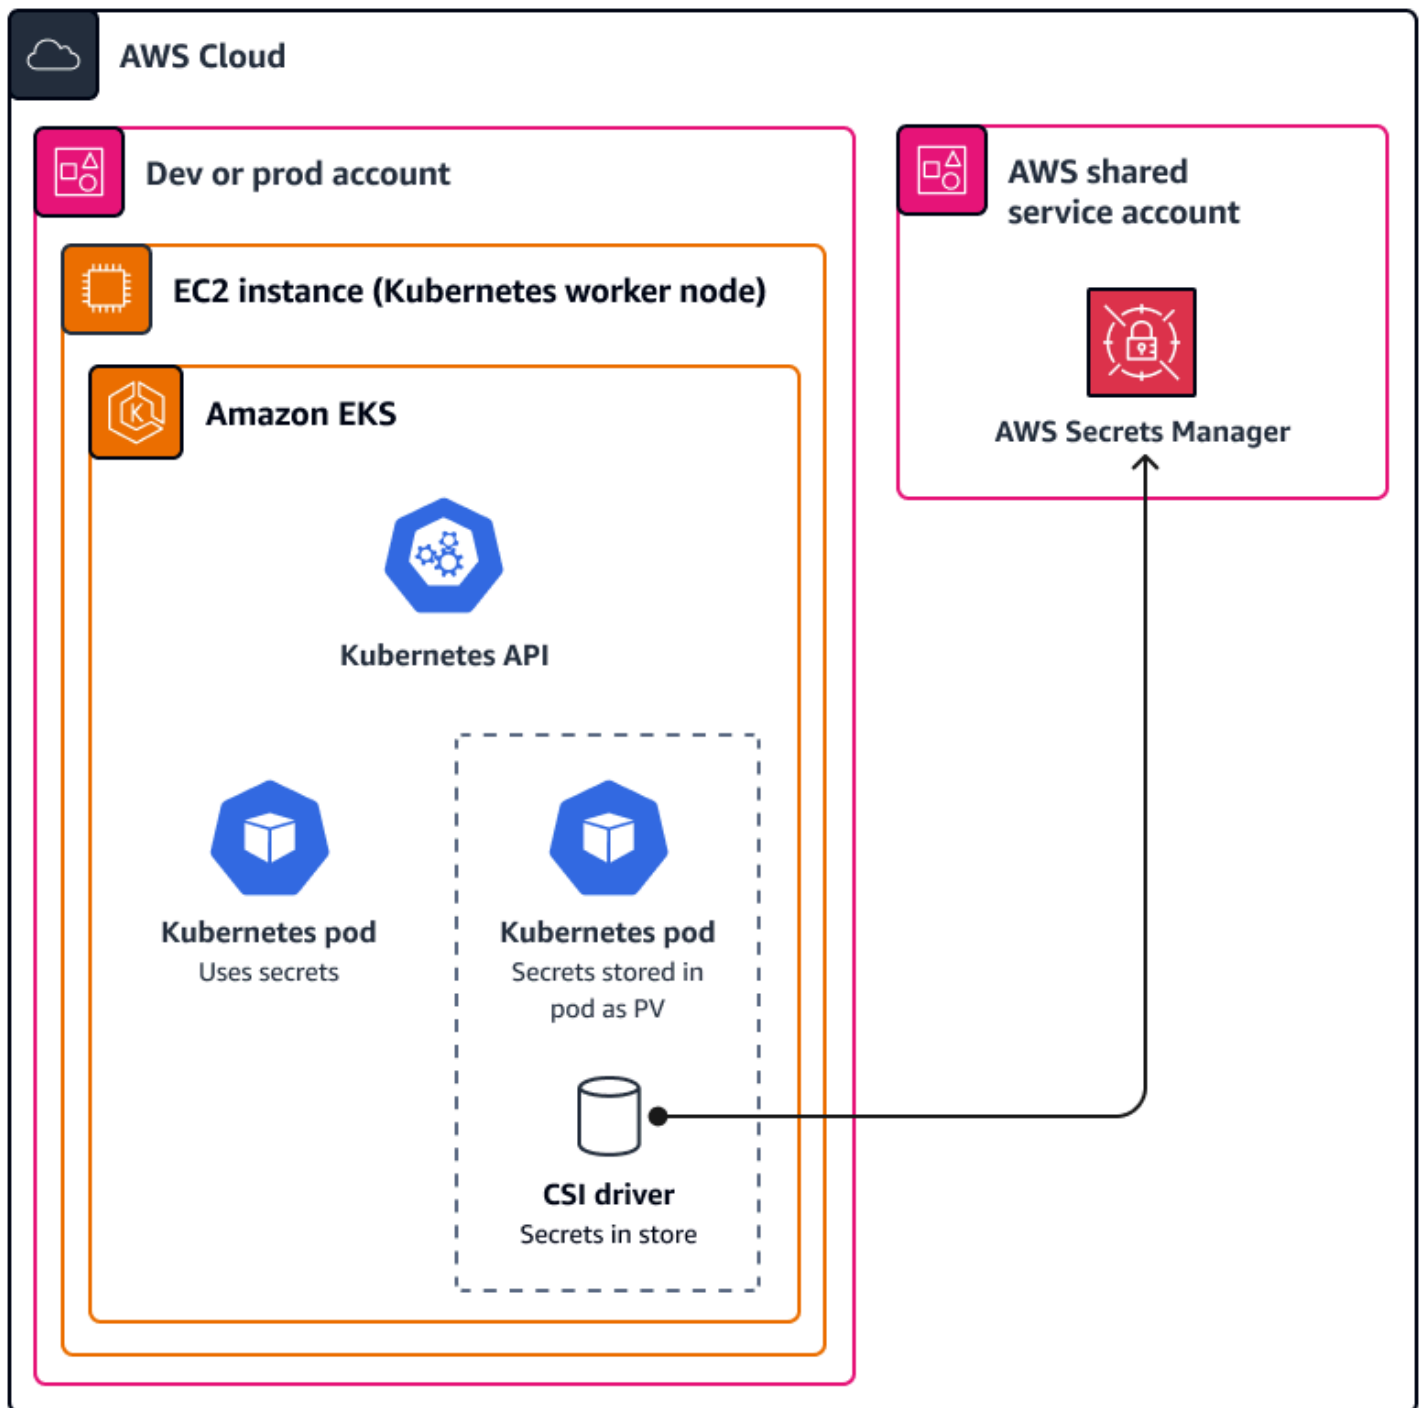 AWS Cloud
Dev or prod account
AWS shared
service account
EC2 instance (Kubernetes worker node)
AWS Secrets Manager
Amazon EKS
K
Kubernetes API
Kubernetes pod
Uses secrets
Kubernetes pod
Secrets stored in
pod as PV
CSI driver
Secrets in store